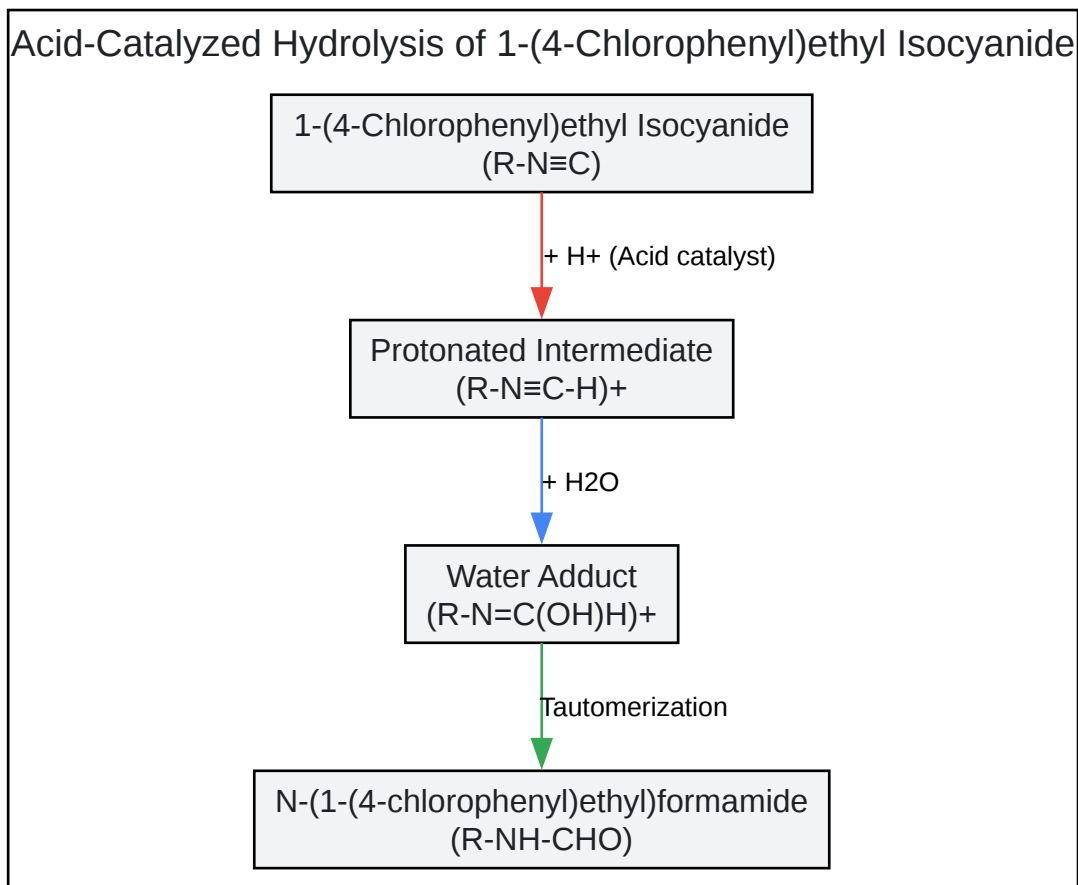 Acid-Catalyzed Hydrolysis of 1-(4-Chlorophenyl)ethyl Isocyanide
1-(4-Chlorophenyl)ethyl Isocyanide
(R-N≡C)
+ H+ (Acid catalyst)
Protonated Intermediate
(R-N≡C-H)+
+ H2O
Water Adduct
(R-N=C(OH)H)+
Tautomerization
N-(1-(4-chlorophenyl)ethyl)formamide
(R-NH-CHO)